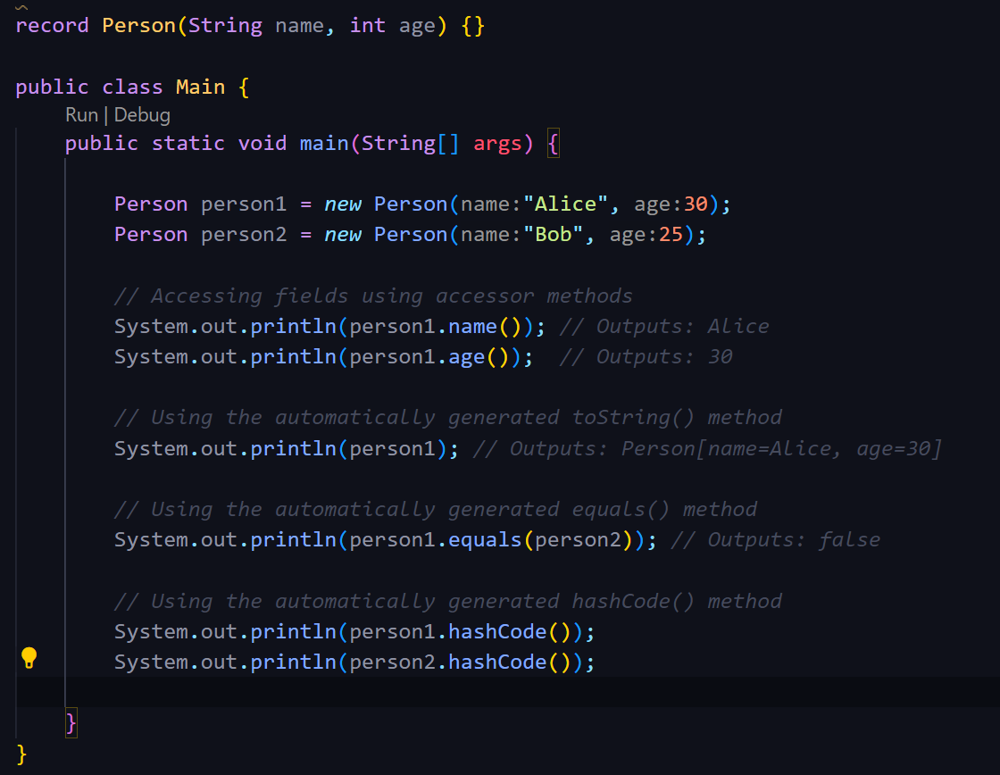 record Person(String name, int age) {}
public class Main {
Run | Debug
public static void main(String[] args) {
Person person1 = new Person(name:"Alice", age:30);
Person person2 = new Person(name:"Bob", age:25);
// Accessing fields using accessor methods
System.out.println(person1.name()); // Outputs: Alice
System.out.println(person1.age());  // Outputs: 30
// Using the automatically generated toString() method
System.out.println(person1); // Outputs: Person[name=Alice, age=30]
// Using the automatically generated equals() method
System.out.println(person1.equals(person2)); // Outputs: false
// Using the automatically generated hashCode() method
System.out.println(person1.hashCode());
System.out.println(person2.hashCode());
}
}